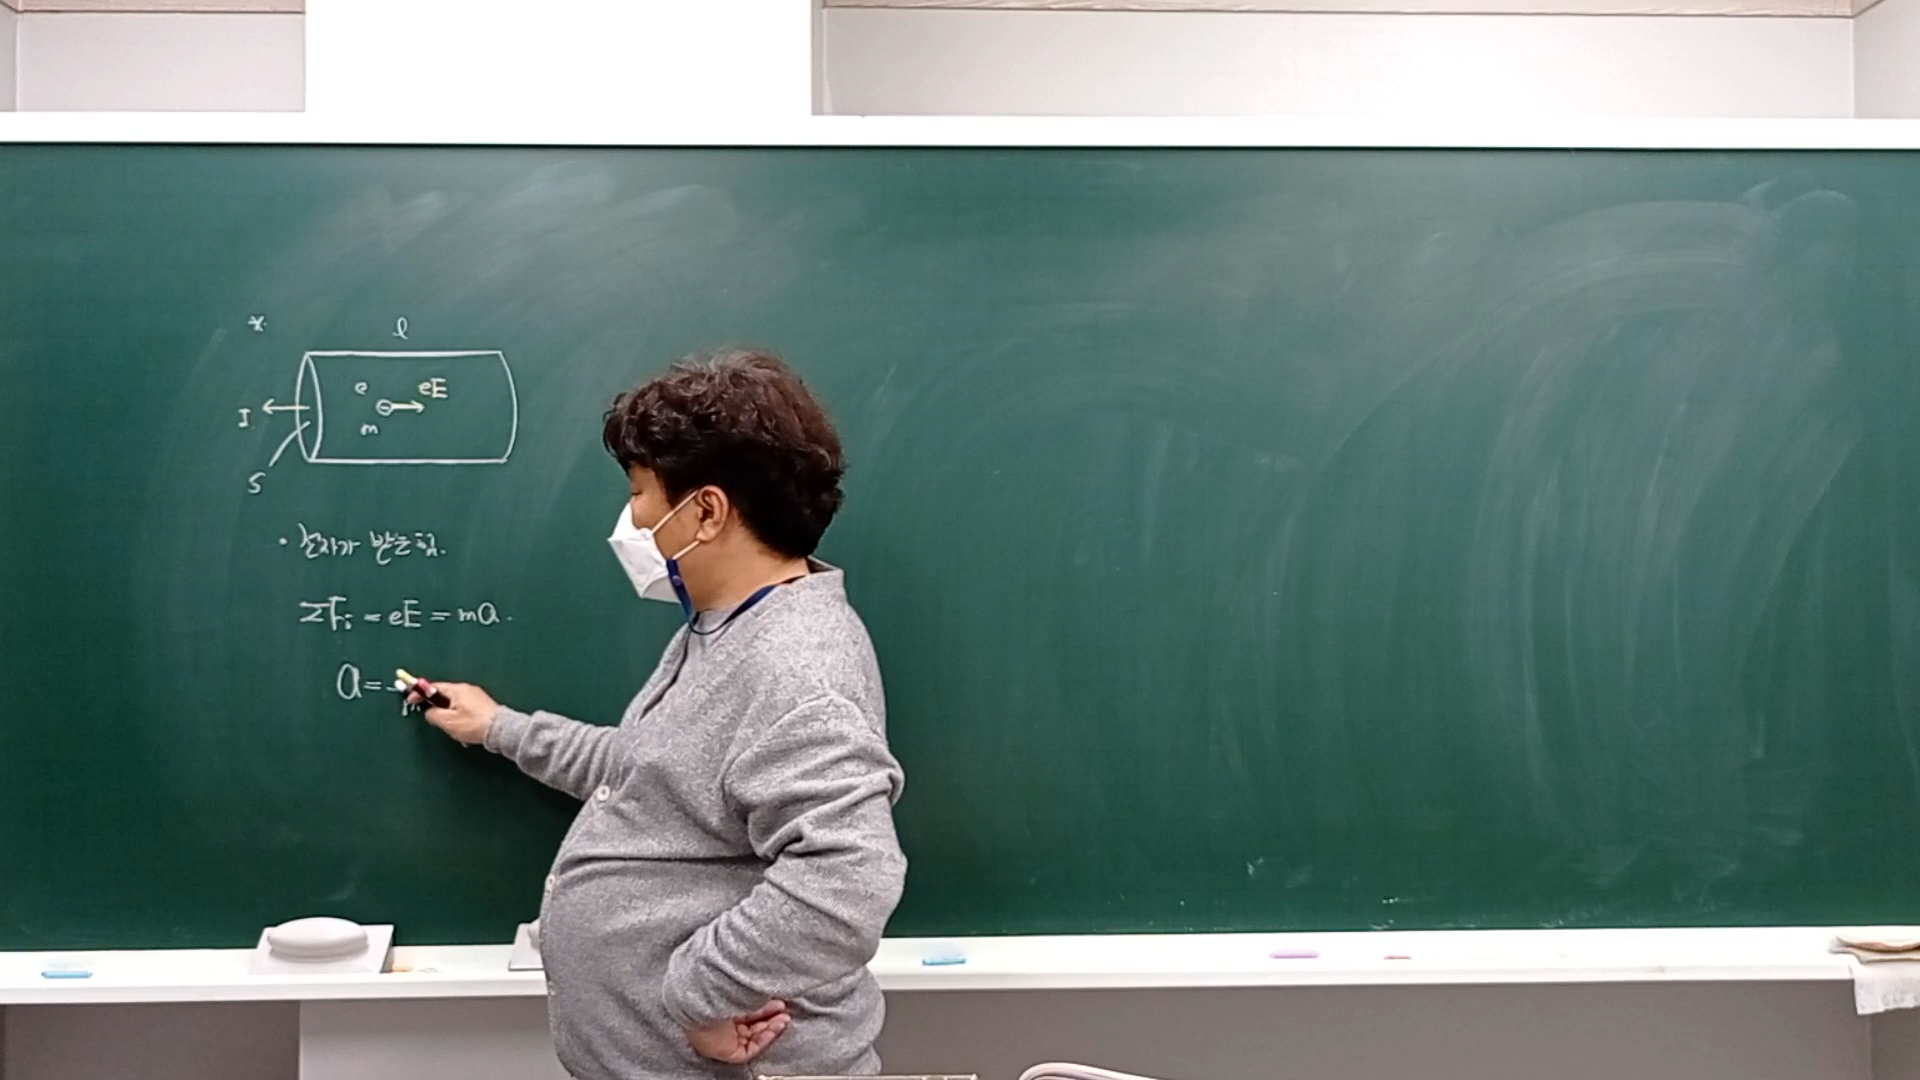 *.
l
e
eE
I
m
S
· 전자가 받는 힘.
ΣFi = eE = ma.
a =